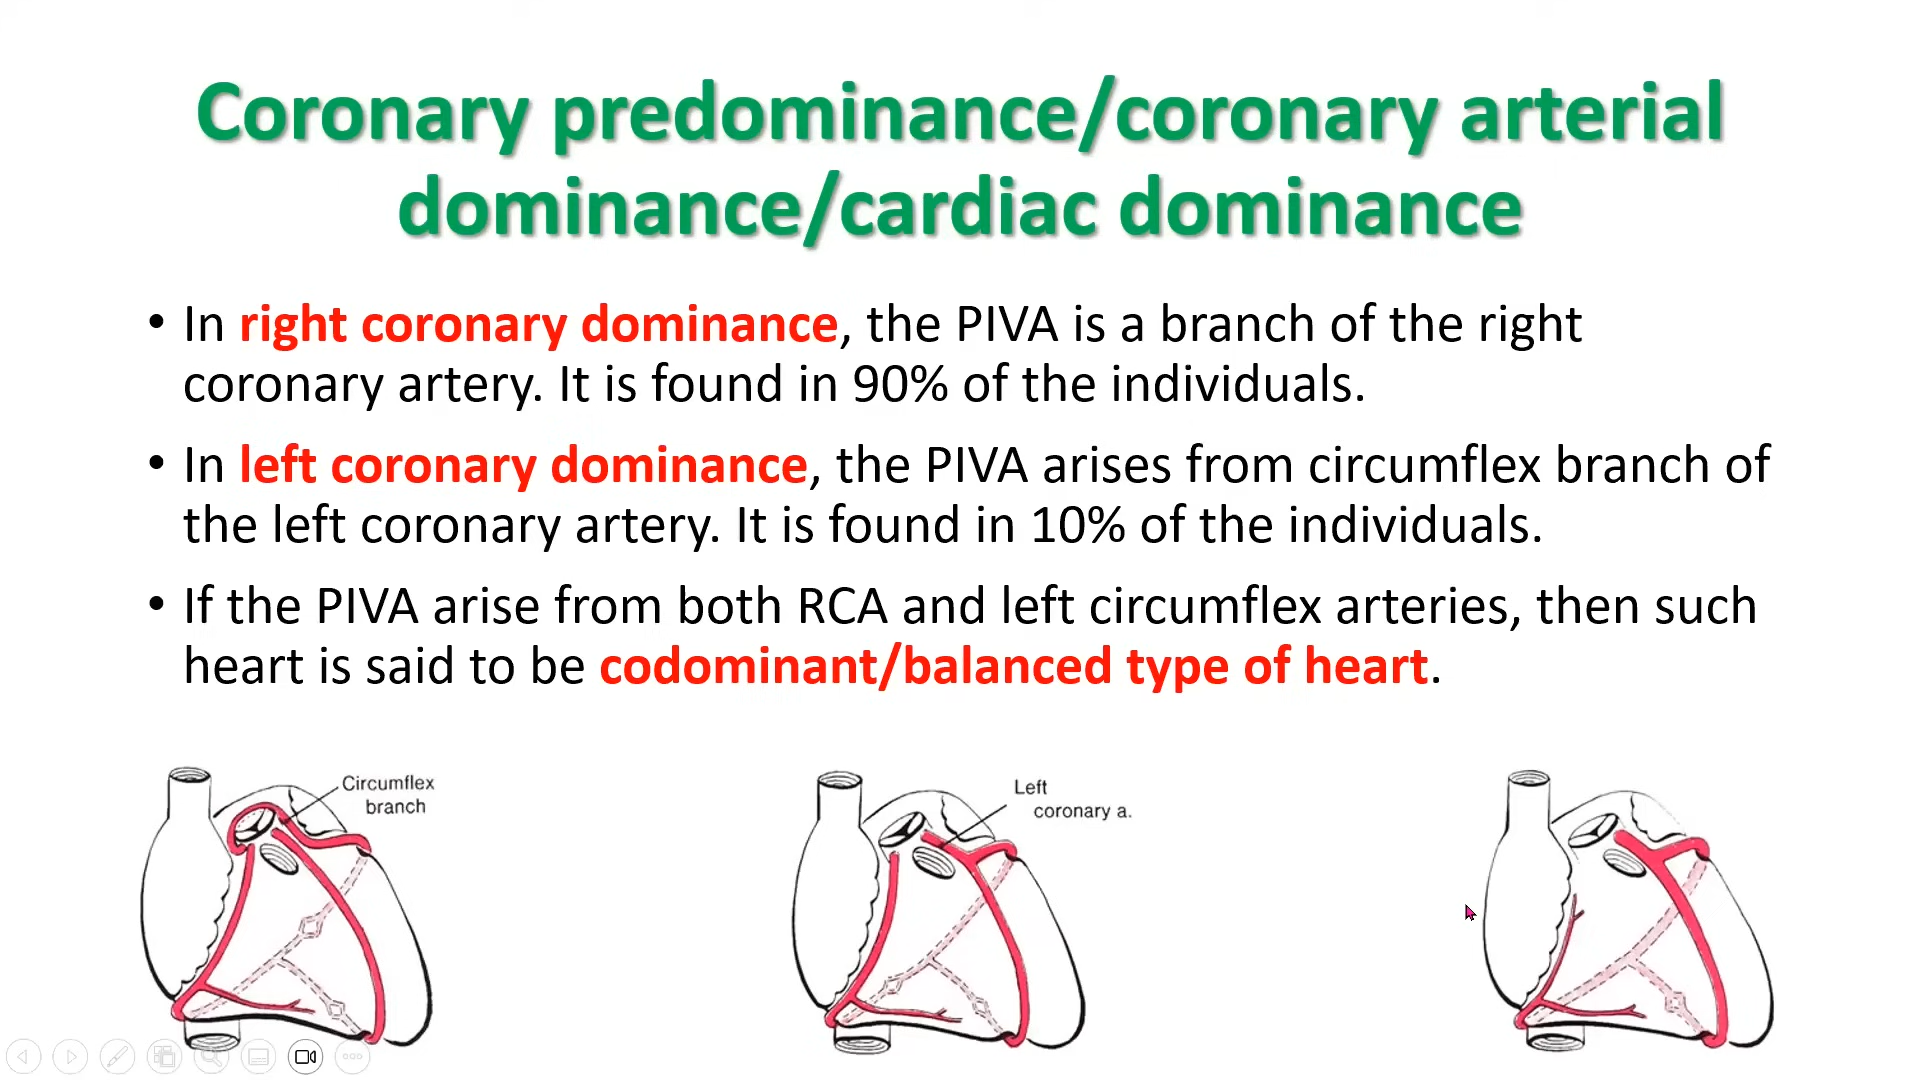 Coronary predominance/coronary arterial
dominance/cardiac dominance
• In right coronary dominance, the PIVA is a branch of the right
coronary artery. It is found in 90% of the individuals.
• In left coronary dominance, the PIVA arises from circumflex branch of
the left coronary artery. It is found in 10% of the individuals.
• If the PIVA arise from both RCA and left circumflex arteries, then such
heart is said to be codominant/balanced type of heart.
Circumflex
branch
Left
coronary a.